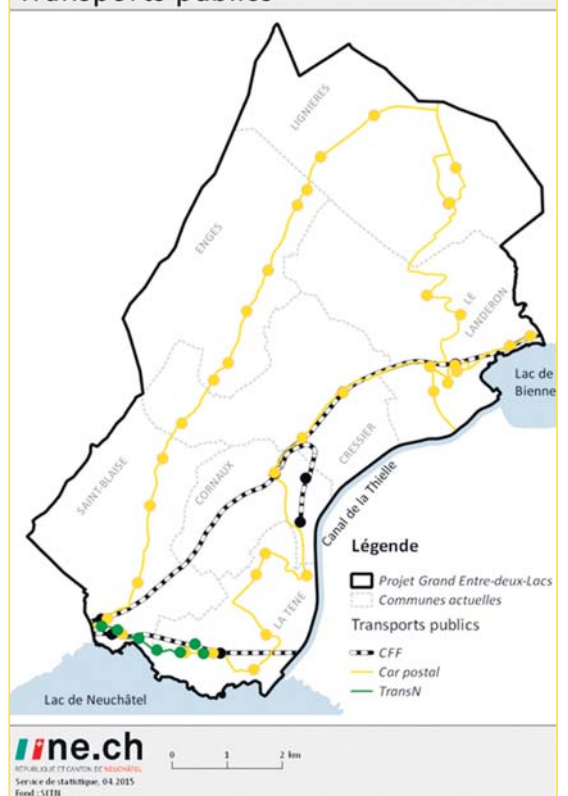 Transports publics
LIGNIERES
ENGES
LE
LANDERON
Lac de
Bienne
CRESSIER
CORNAUX
SAINT-BLAISE
Canal de la Thielle
LA TENE
Lac de Neuchâtel
Légende
Projet Grand Entre-deux-Lacs
Communes actuelles
Transports publics
CFF
Car postal
TransN
ne.ch
RÉPUBLIQUE ET CANTON DE NEUCHÂTEL
Service de statistique, 04.2015
Fond : SITN
0 1 2 km